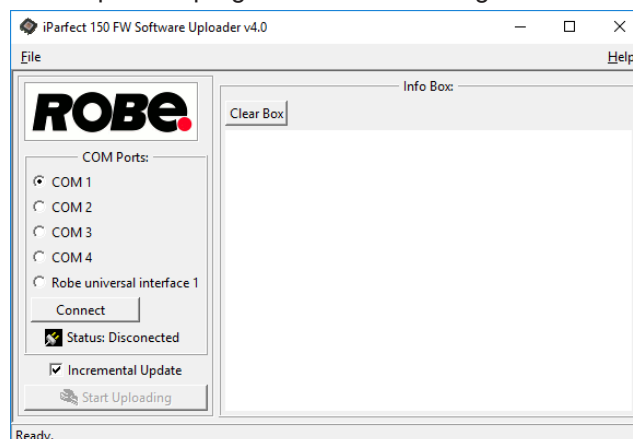 iParfect 150 FW Software Uploader v4.0
File
Help
ROBE
Info Box:
Clear Box
COM Ports:
COM 1
COM 2
COM 3
COM 4
Robe universal interface 1
Connect
Status: Disconected
Incremental Update
Start Uploading
Ready.